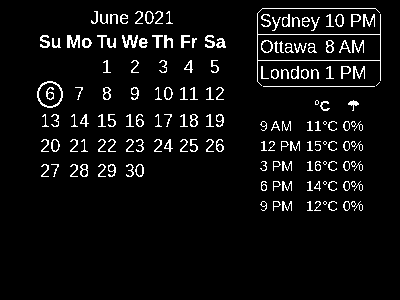 June 2021
Su Mo Tu We Th Fr Sa
1 2 3 4 5
6 7 8 9 10 11 12
13 14 15 16 17 18 19
20 21 22 23 24 25 26
27 28 29 30
Sydney 10 PM
Ottawa 8 AM
London 1 PM
°C
9 AM 11°C 0%
12 PM 15°C 0%
3 PM 16°C 0%
6 PM 14°C 0%
9 PM 12°C 0%